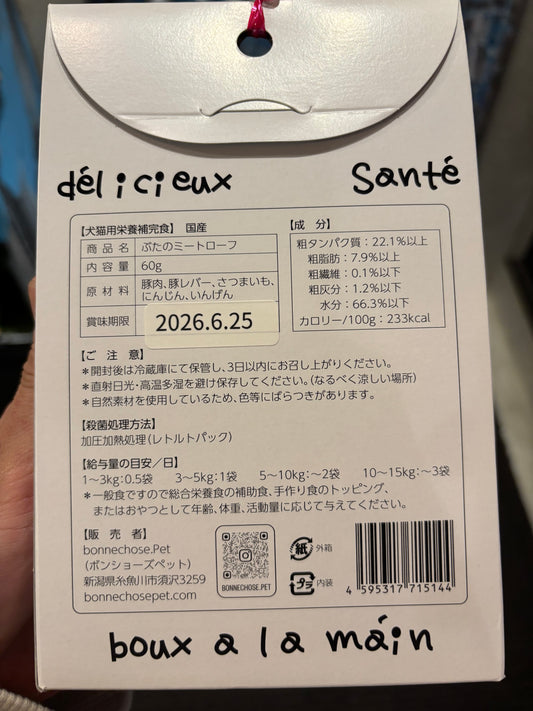 délicieux
Santé
【犬猫用栄養補完食】 国産
商品名 ぶたのミートローフ
内容量 60g
原材料 豚肉、豚レバー、さつまいも、
にんじん、いんげん
賞味期限 2026.6.25
【成 分】
粗タンパク質：22.1%以上
粗脂肪：7.9%以上
粗繊維：0.1%以下
粗灰分：1.2%以下
水分：66.3%以下
カロリー/100g：233kcal
【ご 注 意】
＊開封後は冷蔵庫にて保管し、3日以内にお召し上がりください。
＊直射日光・高温多湿を避け保存してください。(なるべく涼しい場所)
＊自然素材を使用しているため、色等にばらつきがあります。
【殺菌処理方法】
加圧加熱処理(レトルトパック)
【給与量の目安／日】
1〜3kg:0.5袋 3〜5kg:1袋 5〜10kg:〜2袋 10〜15kg:〜3袋
＊一般食ですので総合栄養食の補助食、手作り食のトッピング、
またはおやつとして年齢、体重、活動量に応じて与えてください。
【販 売 者】
bonnechose.Pet
(ボンショーズペット)
新潟県糸魚川市須沢3259
bonnechosepet.com
BONNECHOSE.PET
紙 外箱
プラ 内装
4 595317 715144
boux a la máin